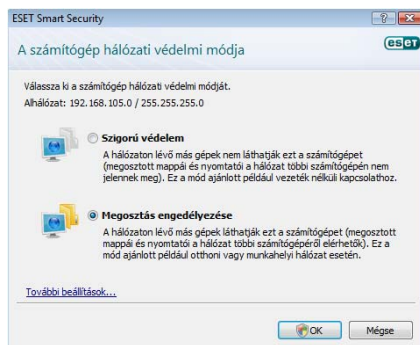 ESET Smart Security
A számítógép hálózati védelmi módja
eset
Válassza ki a számítógép hálózati védelmi módját.
Alhálózat: 192.168.105.0 / 255.255.255.0
Szigorú védelem
A hálózaton lévő más gépek nem láthatják ezt a számítógépet
(megosztott mappái és nyomtatói a hálózat többi számítógépén nem
jelennek meg). Ez a mód ajánlott például vezeték nélküli kapcsolathoz.
Megosztás engedélyezése
A hálózaton lévő más gépek láthatják ezt a számítógépet (megosztott
mappái és nyomtatói a hálózat többi számítógépéről elérhetők). Ez a
mód ajánlott például otthoni vagy munkahelyi hálózat esetén.
További beállítások...
OK
Mégse